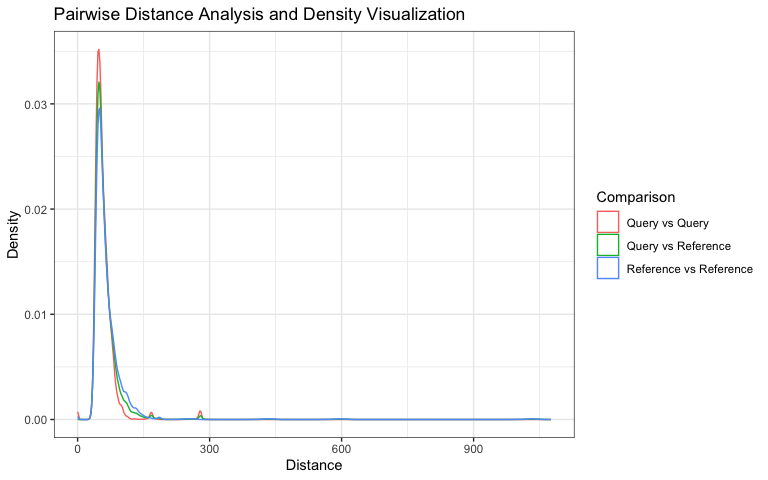 Pairwise Distance Analysis and Density Visualization
0.03
0.02
0.01
0.00
Density
0 300 600 900
Distance
Comparison
Query vs Query
Query vs Reference
Reference vs Reference